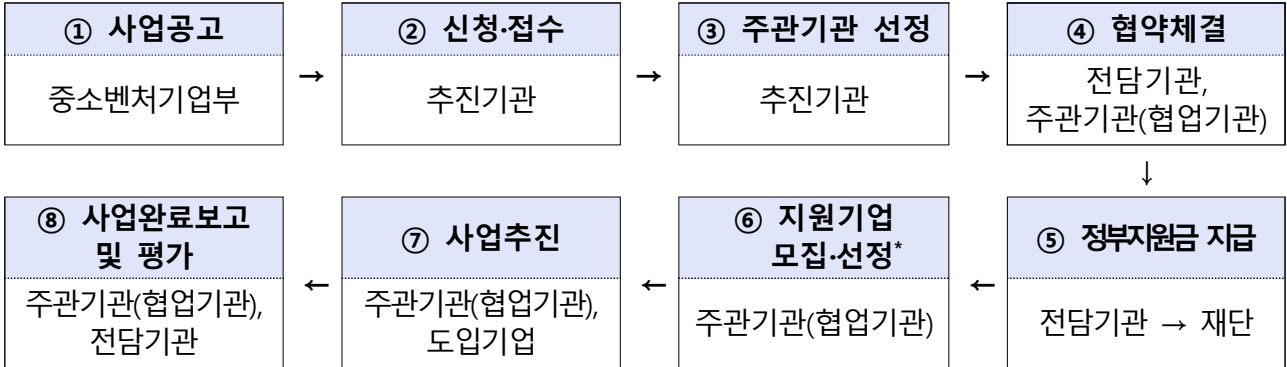 ① 사업공고
중소벤처기업부
→
② 신청·접수
추진기관
→
③ 주관기관 선정
추진기관
→
④ 협약체결
전담기관,
주관기관(협업기관)
↓
⑤ 정부지원금 지급
전담기관 → 재단
←
⑥ 지원기업
모집·선정*
주관기관(협업기관)
←
⑦ 사업추진
주관기관(협업기관),
도입기업
←
⑧ 사업완료보고
및 평가
주관기관(협업기관),
전담기관